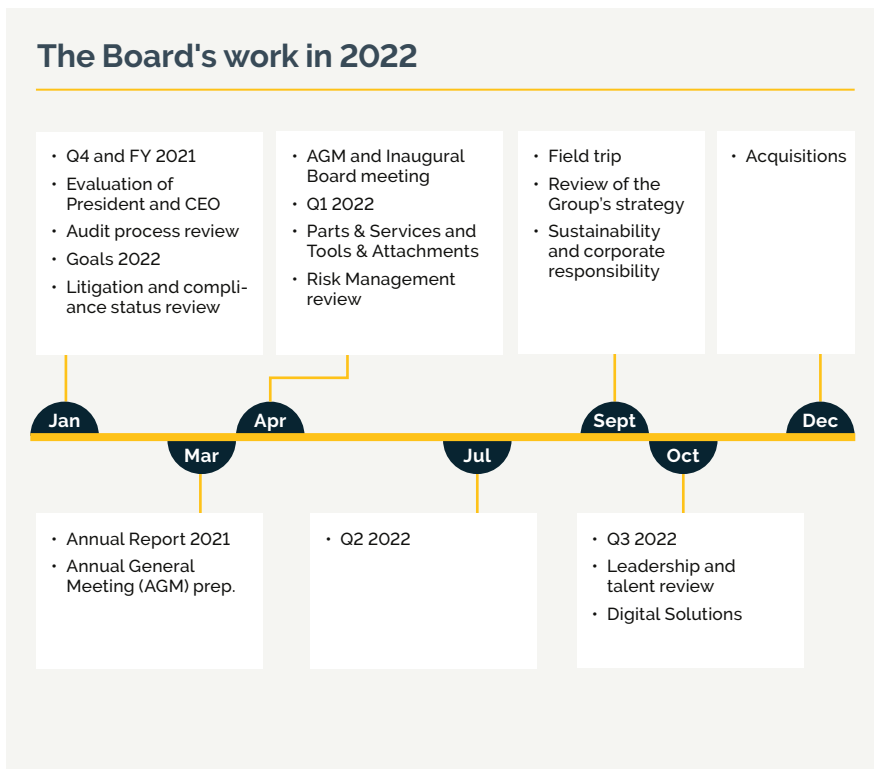 The Board's work in 2022
• Q4 and FY 2021
• Evaluation of
President and CEO
• Audit process review
• Goals 2022
• Litigation and compli-
ance status review
• AGM and Inaugural
Board meeting
• Q1 2022
• Parts & Services and
Tools & Attachments
• Risk Management
review
• Field trip
• Review of the
Group’s strategy
• Sustainability
and corporate
responsibility
• Acquisitions
Jan
Apr
Sept
Dec
Mar
Jul
Oct
• Annual Report 2021
• Annual General
Meeting (AGM) prep.
• Q2 2022
• Q3 2022
• Leadership and
talent review
• Digital Solutions